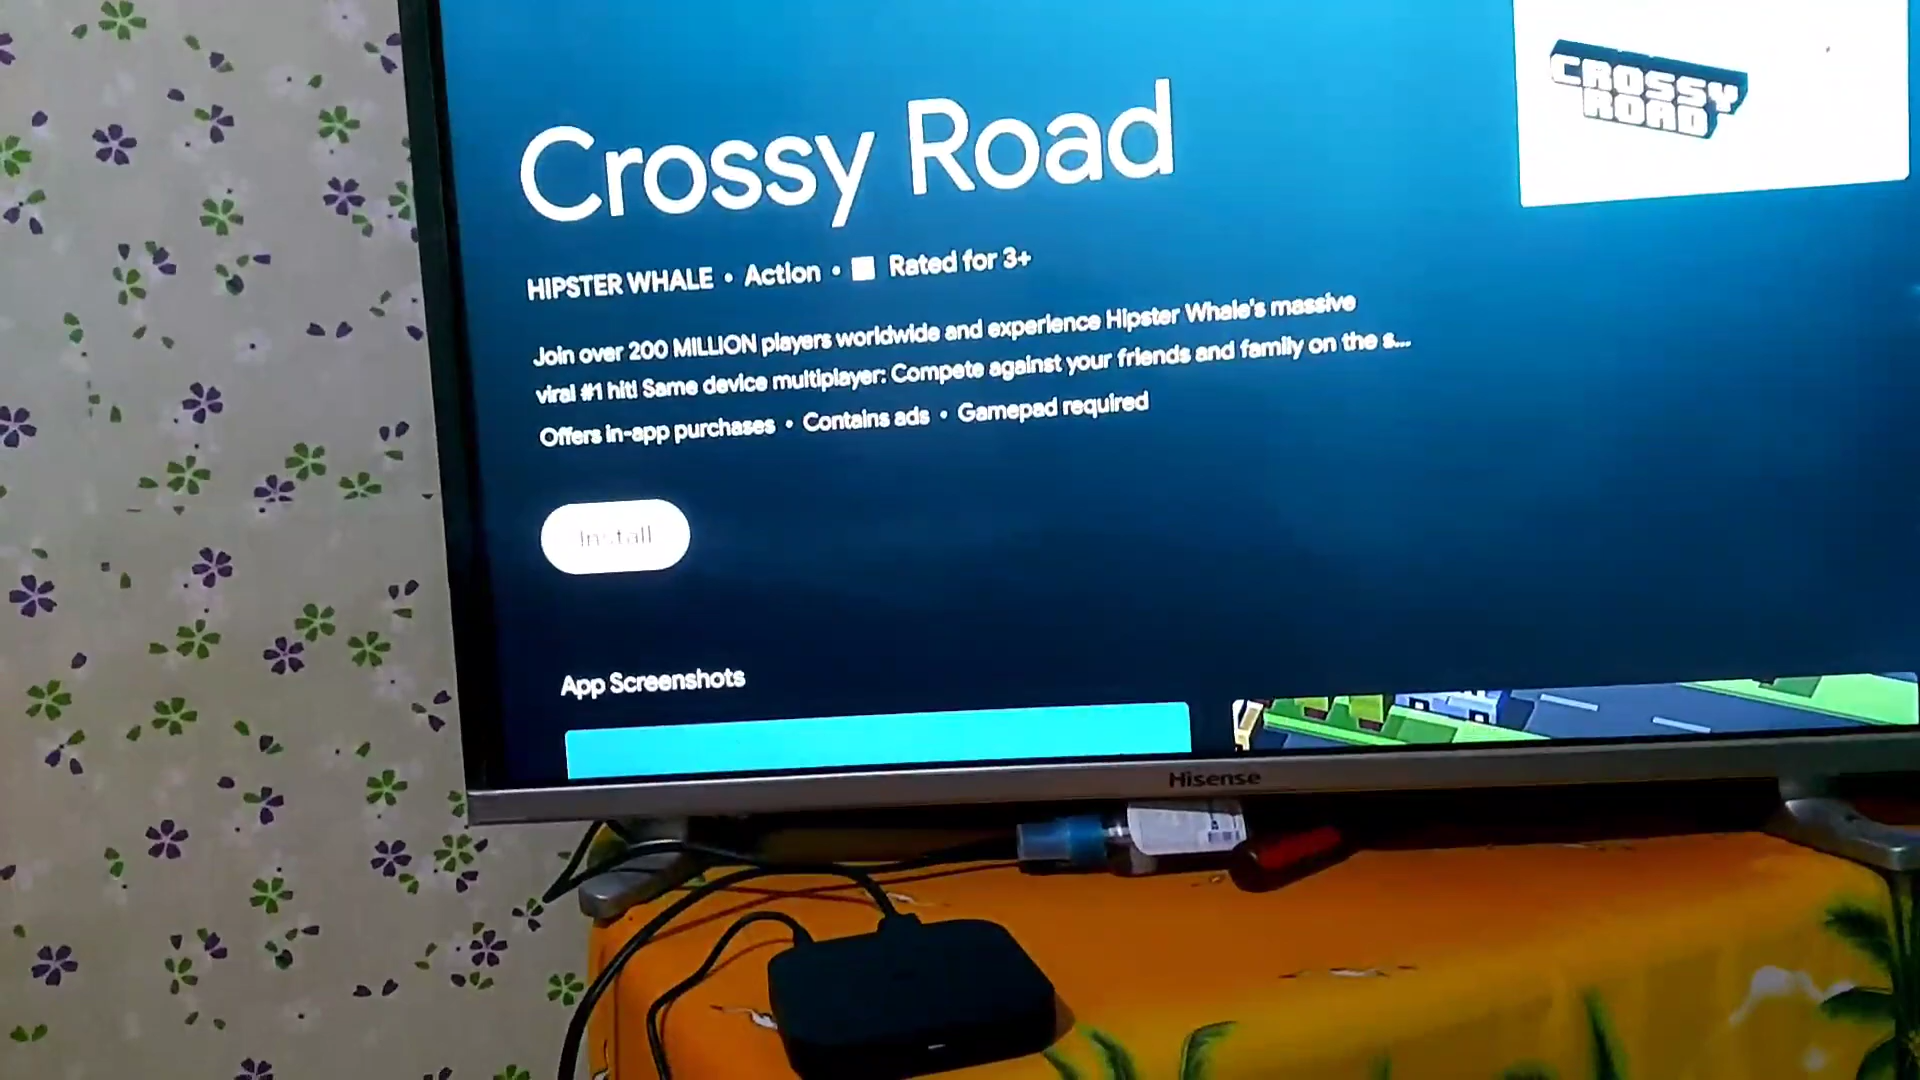 CROSSY
ROAD
Crossy Road
HIPSTER WHALE • Action • Rated for 3+
Join over 200 MILLION players worldwide and experience Hipster Whale's massive
viral #1 hit! Same device multiplayer: Compete against your friends and family on the s...
Offers in-app purchases • Contains ads • Gamepad required
Install
App Screenshots
Hisense